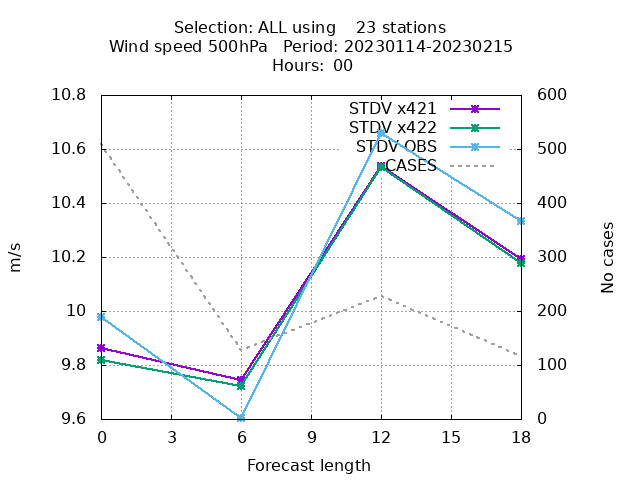 Selection: ALL using    23 stations
Wind speed 500hPa   Period: 20230114-20230215
Hours:  00
STDV x421
STDV x422
STDV OBS
CASES
10.8
10.6
10.4
10.2
10
9.8
9.6
600
500
400
300
200
100
0
m/s
No cases
0 3 6 9 12 15 18
Forecast length